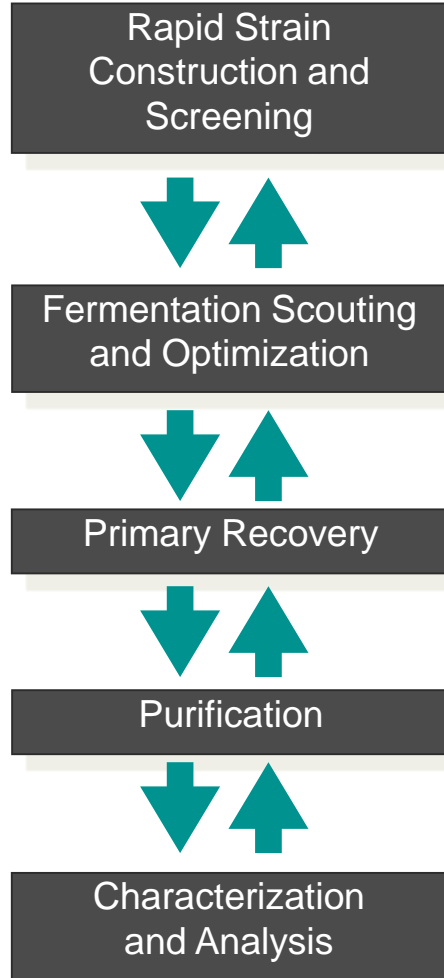 Rapid Strain
Construction and
Screening
Fermentation Scouting
and Optimization
Primary Recovery
Purification
Characterization
and Analysis